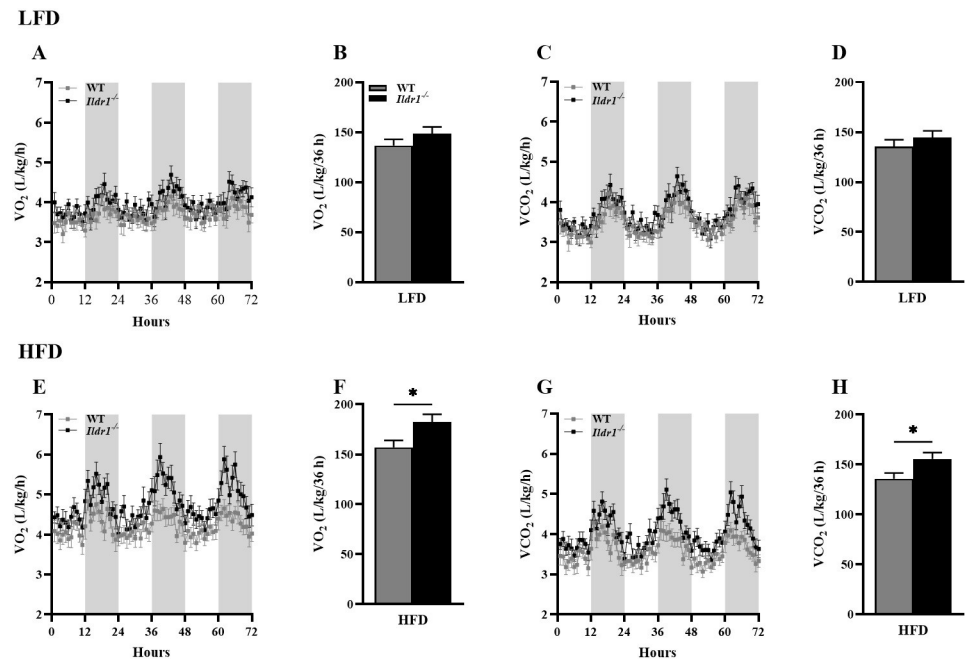 LFD
A
VO2 (L/kg/h)
7
6
5
4
3
2
WT
Ildr1-/-
0 12 24 36 48 60 72
Hours
B
VO2 (L/kg/36 h)
200
150
100
50
0
WT
Ildr1-/-
LFD
C
VCO2 (L/kg/h)
7
6
5
4
3
2
WT
Ildr1-/-
0 12 24 36 48 60 72
Hours
D
VCO2 (L/kg/36 h)
200
150
100
50
0
LFD
HFD
E
VO2 (L/kg/h)
7
6
5
4
3
2
WT
Ildr1-/-
0 12 24 36 48 60 72
Hours
F
VO2 (L/kg/36 h)
200
150
100
50
0
*
HFD
G
VCO2 (L/kg/h)
7
6
5
4
3
2
WT
Ildr1-/-
0 12 24 36 48 60 72
Hours
H
VCO2 (L/kg/36 h)
200
150
100
50
0
*
HFD